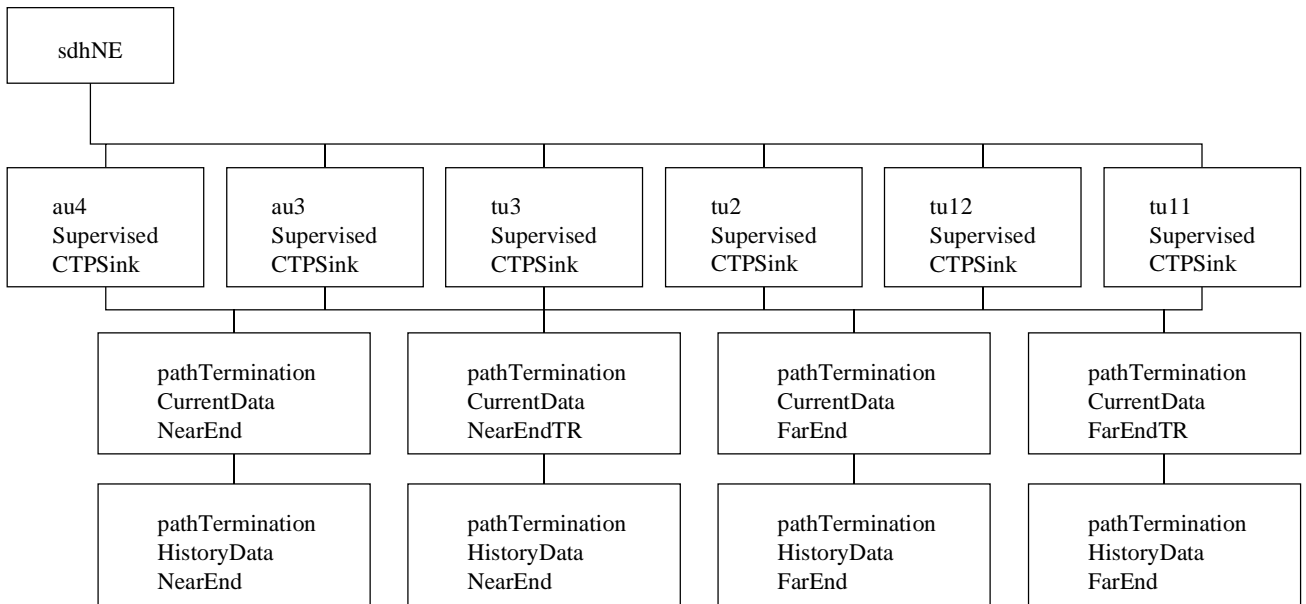 sdhNE
au4
Supervised
CTPSink
au3
Supervised
CTPSink
tu3
Supervised
CTPSink
tu2
Supervised
CTPSink
tu12
Supervised
CTPSink
tu11
Supervised
CTPSink
pathTermination
CurrentData
NearEnd
pathTermination
CurrentData
NearEndTR
pathTermination
CurrentData
FarEnd
pathTermination
CurrentData
FarEndTR
pathTermination
HistoryData
NearEnd
pathTermination
HistoryData
NearEnd
pathTermination
HistoryData
FarEnd
pathTermination
HistoryData
FarEnd